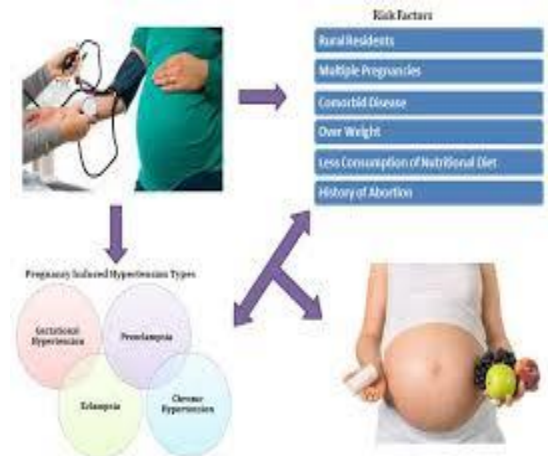 Risk Factors
Rural Residents
Multiple Pregnancies
Comorbid Disease
Over Weight
Less Consumption of Nutritional Diet
History of Abortion
Pregnancy Induced Hypertension Types
Gestational
Hypertension
Preeclampsia
Eclampsia
Chronic
Hypertension